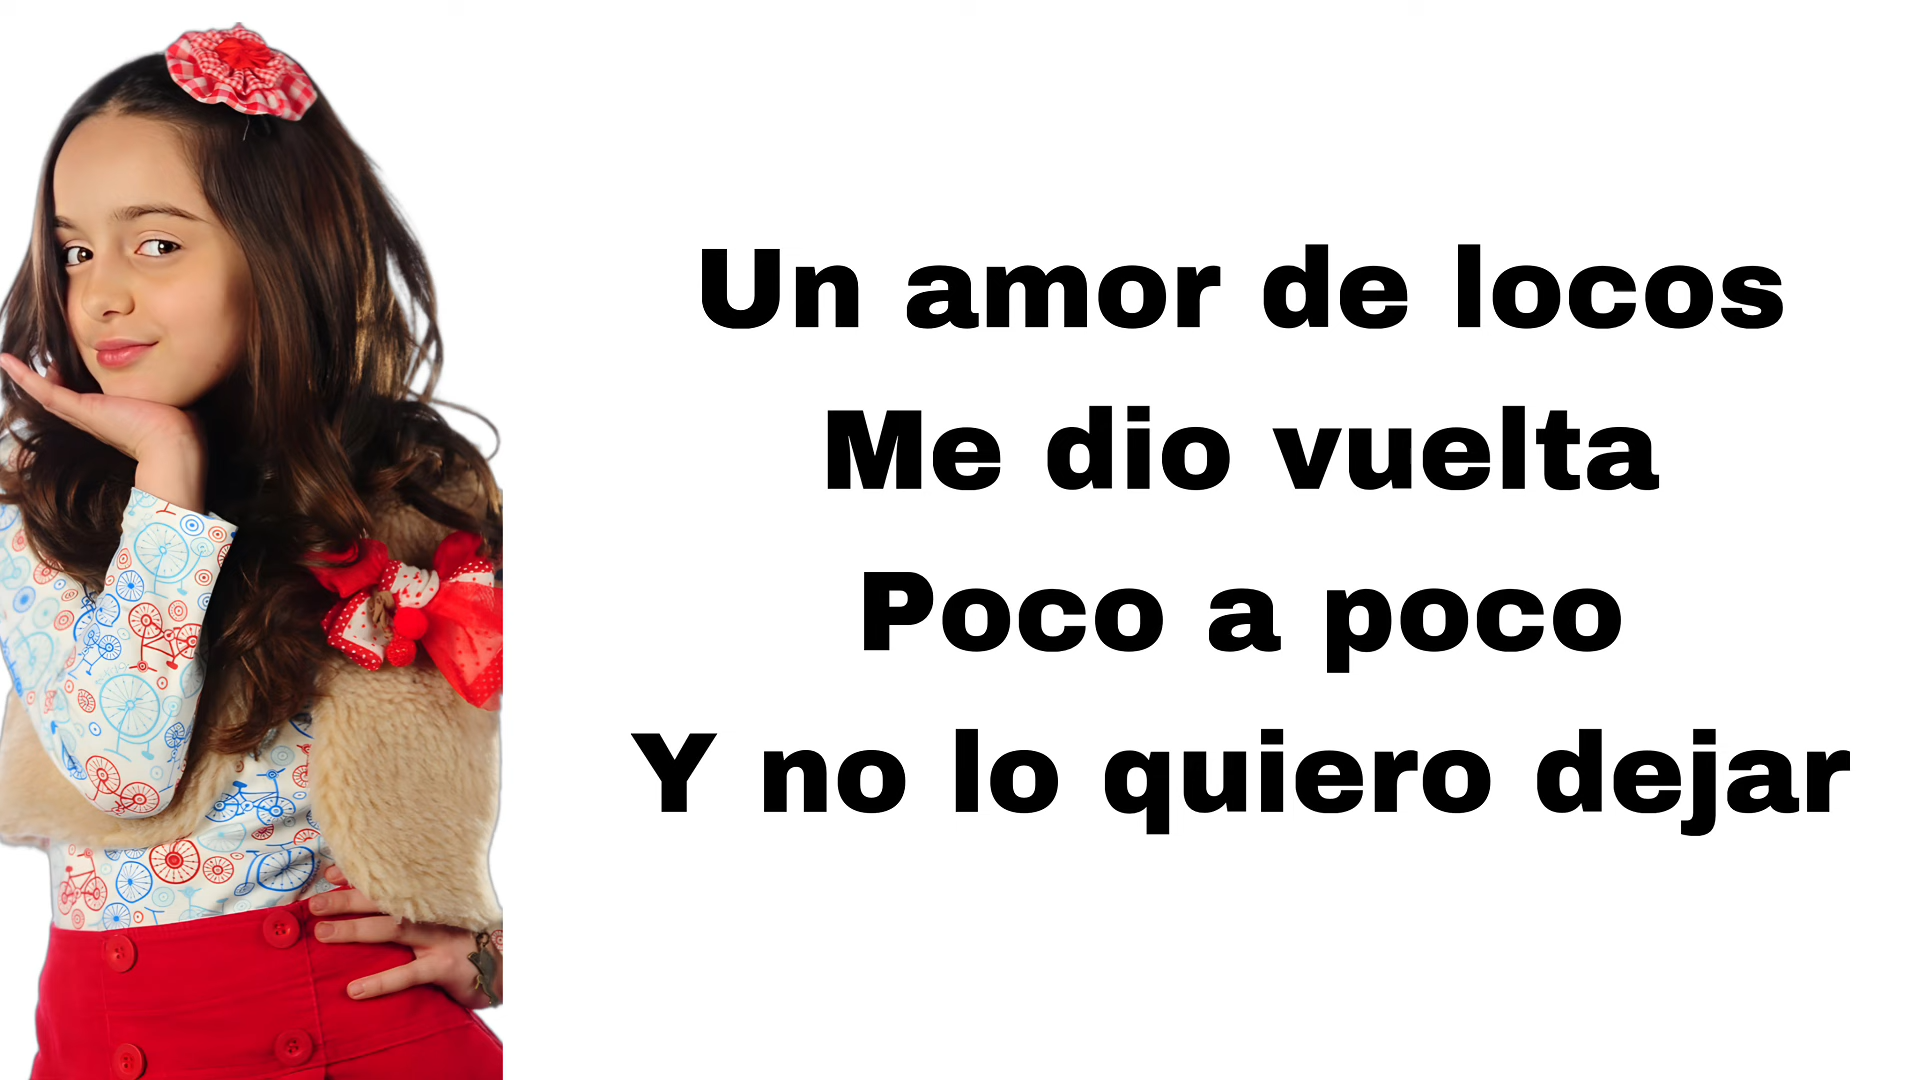 Un amor de locos
Me dio vuelta
Poco a poco
Y no lo quiero dejar